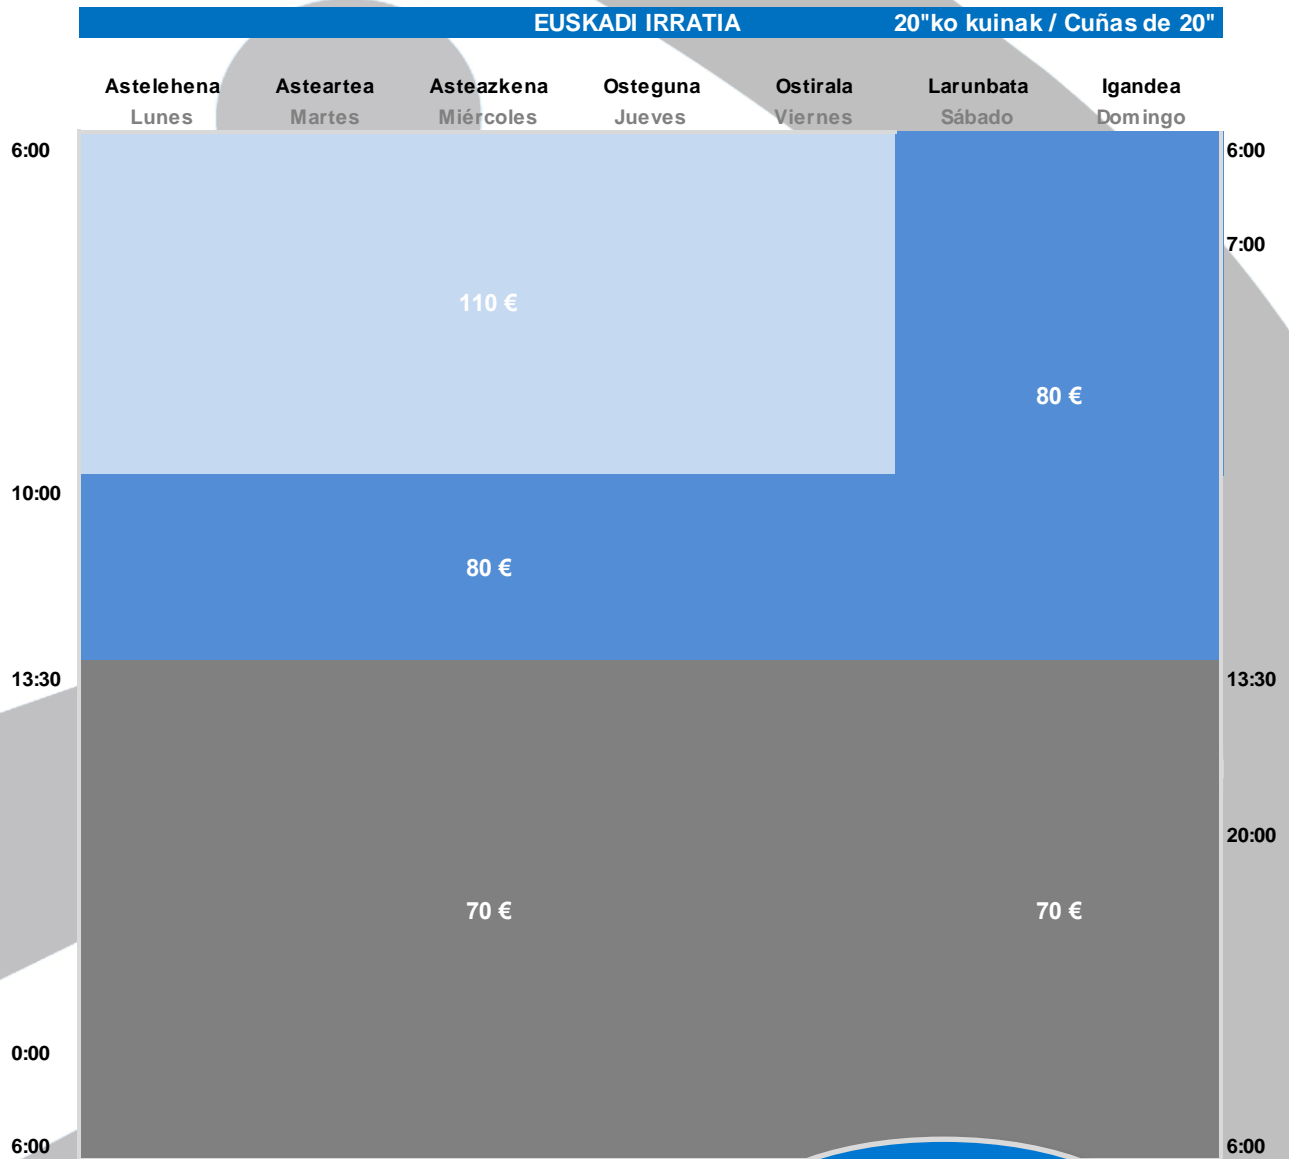 EUSKADI IRRATIA 20"ko kuinak / Cuñas de 20"
Astelehena Asteartea Asteazkena Osteguna Ostirala Larunbata Igandea
Lunes Martes Miércoles Jueves Viernes Sábado Domingo
6:00 6:00
7:00
110 €
80 €
10:00
80 €
13:30 13:30
20:00
70 € 70 €
0:00
6:00 6:00